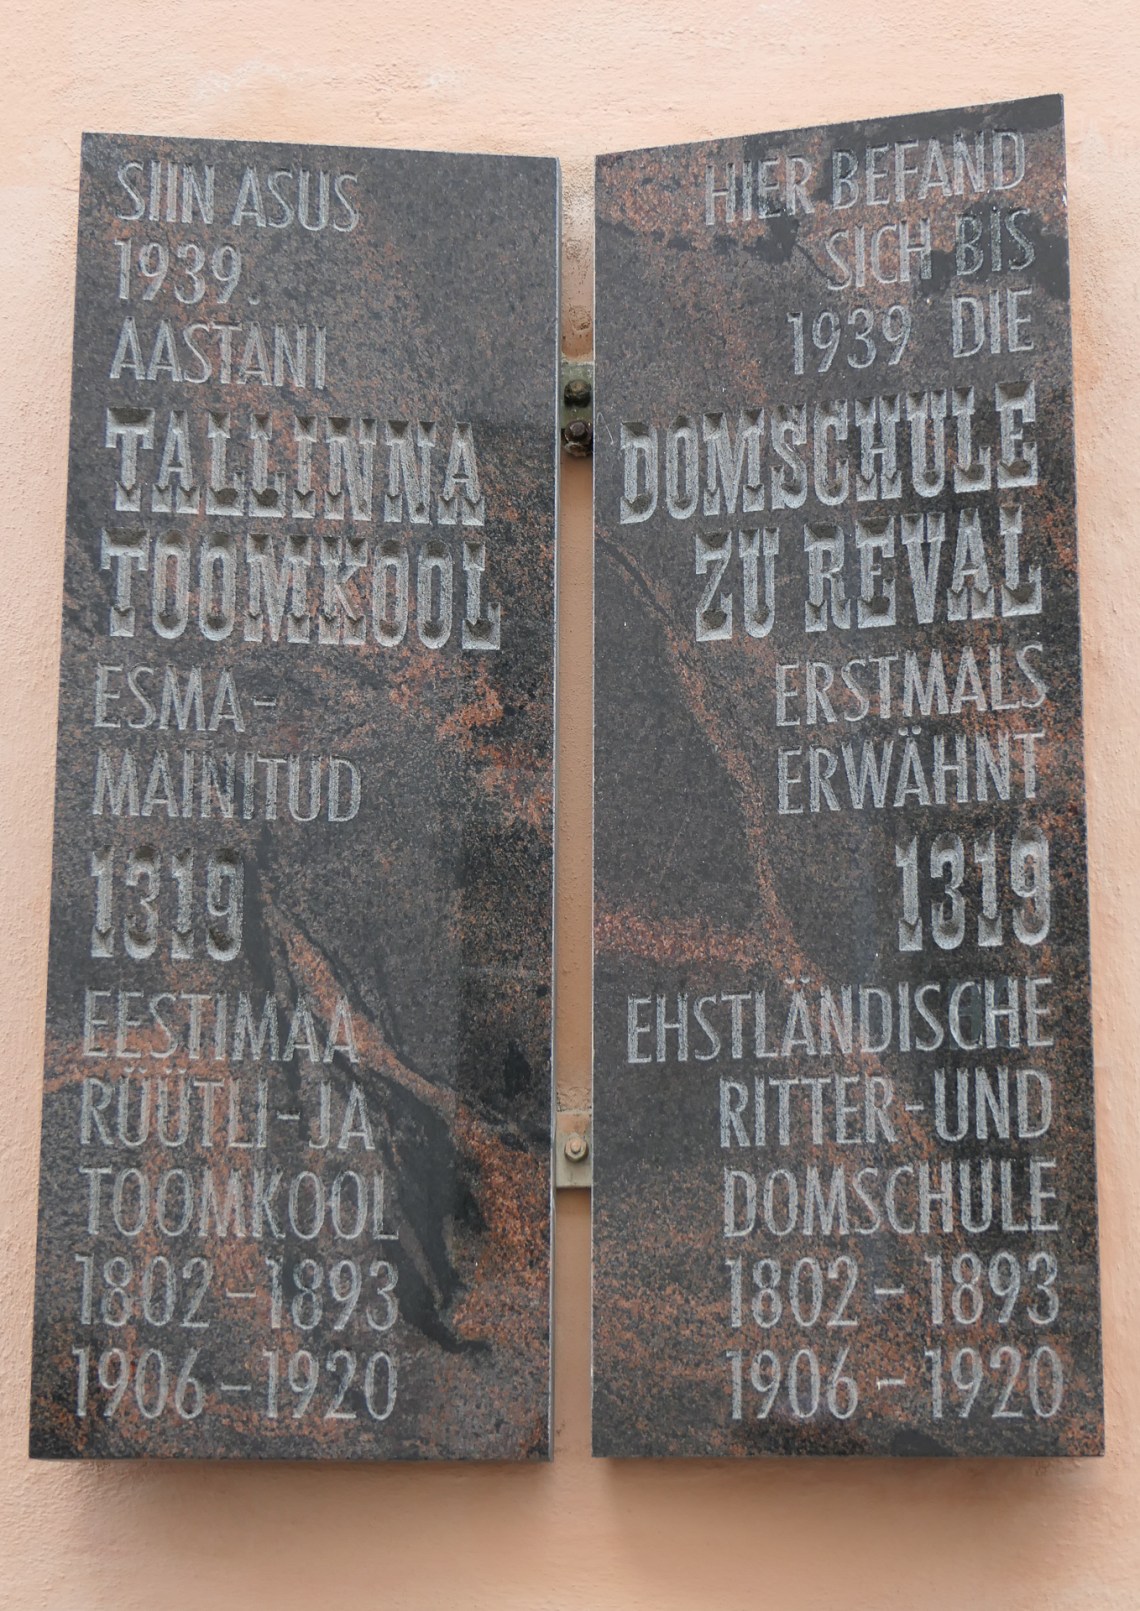 SIIN ASUS
1939.
AASTANI
TALLINNA
TOOMKOOL
ESMA-
MAINITUD
1319
EESTIMAA
RÜÜTLI- JA
TOOMKOOL
1802 – 1893
1906 – 1920
HIER BEFAND
SICH BIS
1939 DIE
DOMSCHULE
ZU REVAL
ERSTMALS
ERWÄHNT
1319
EHSTLÄNDISCHE
RITTER-UND
DOMSCHULE
1802 – 1893
1906 – 1920